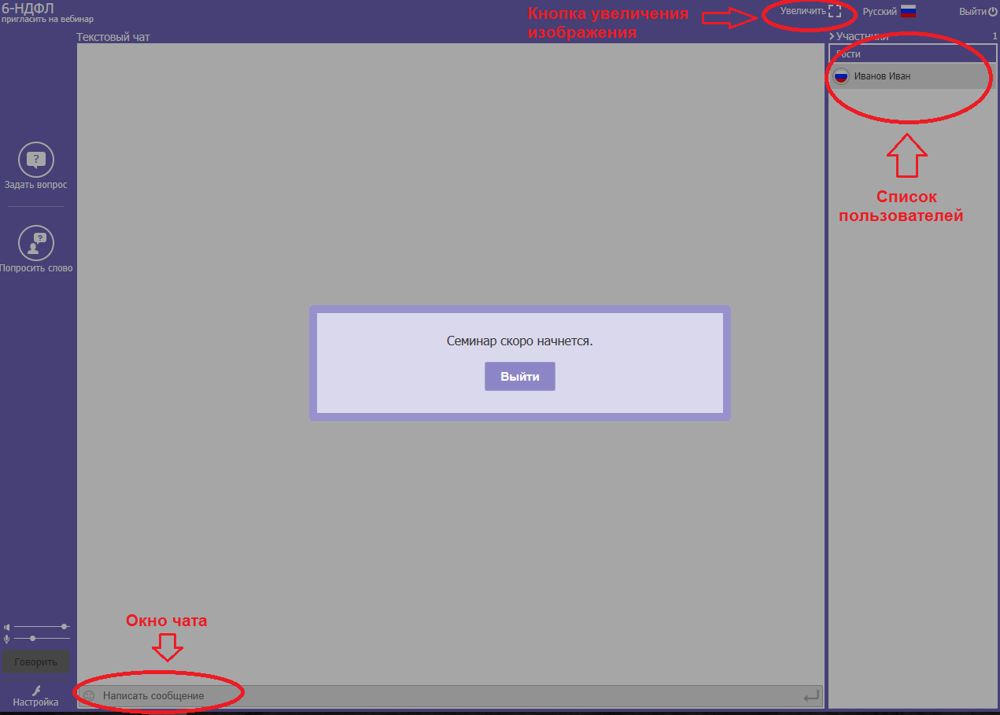 6-НДФЛ
пригласить на вебинар
Кнопка увеличения
изображения
Увеличить
Русский
Выйти
Текстовый чат
Участники 1
Гости
Иванов Иван
Список
пользователей
? Задать вопрос
? Попросить слово
Семинар скоро начнется.
Выйти
Окно чата
Говорить
Настройка
Написать сообщение